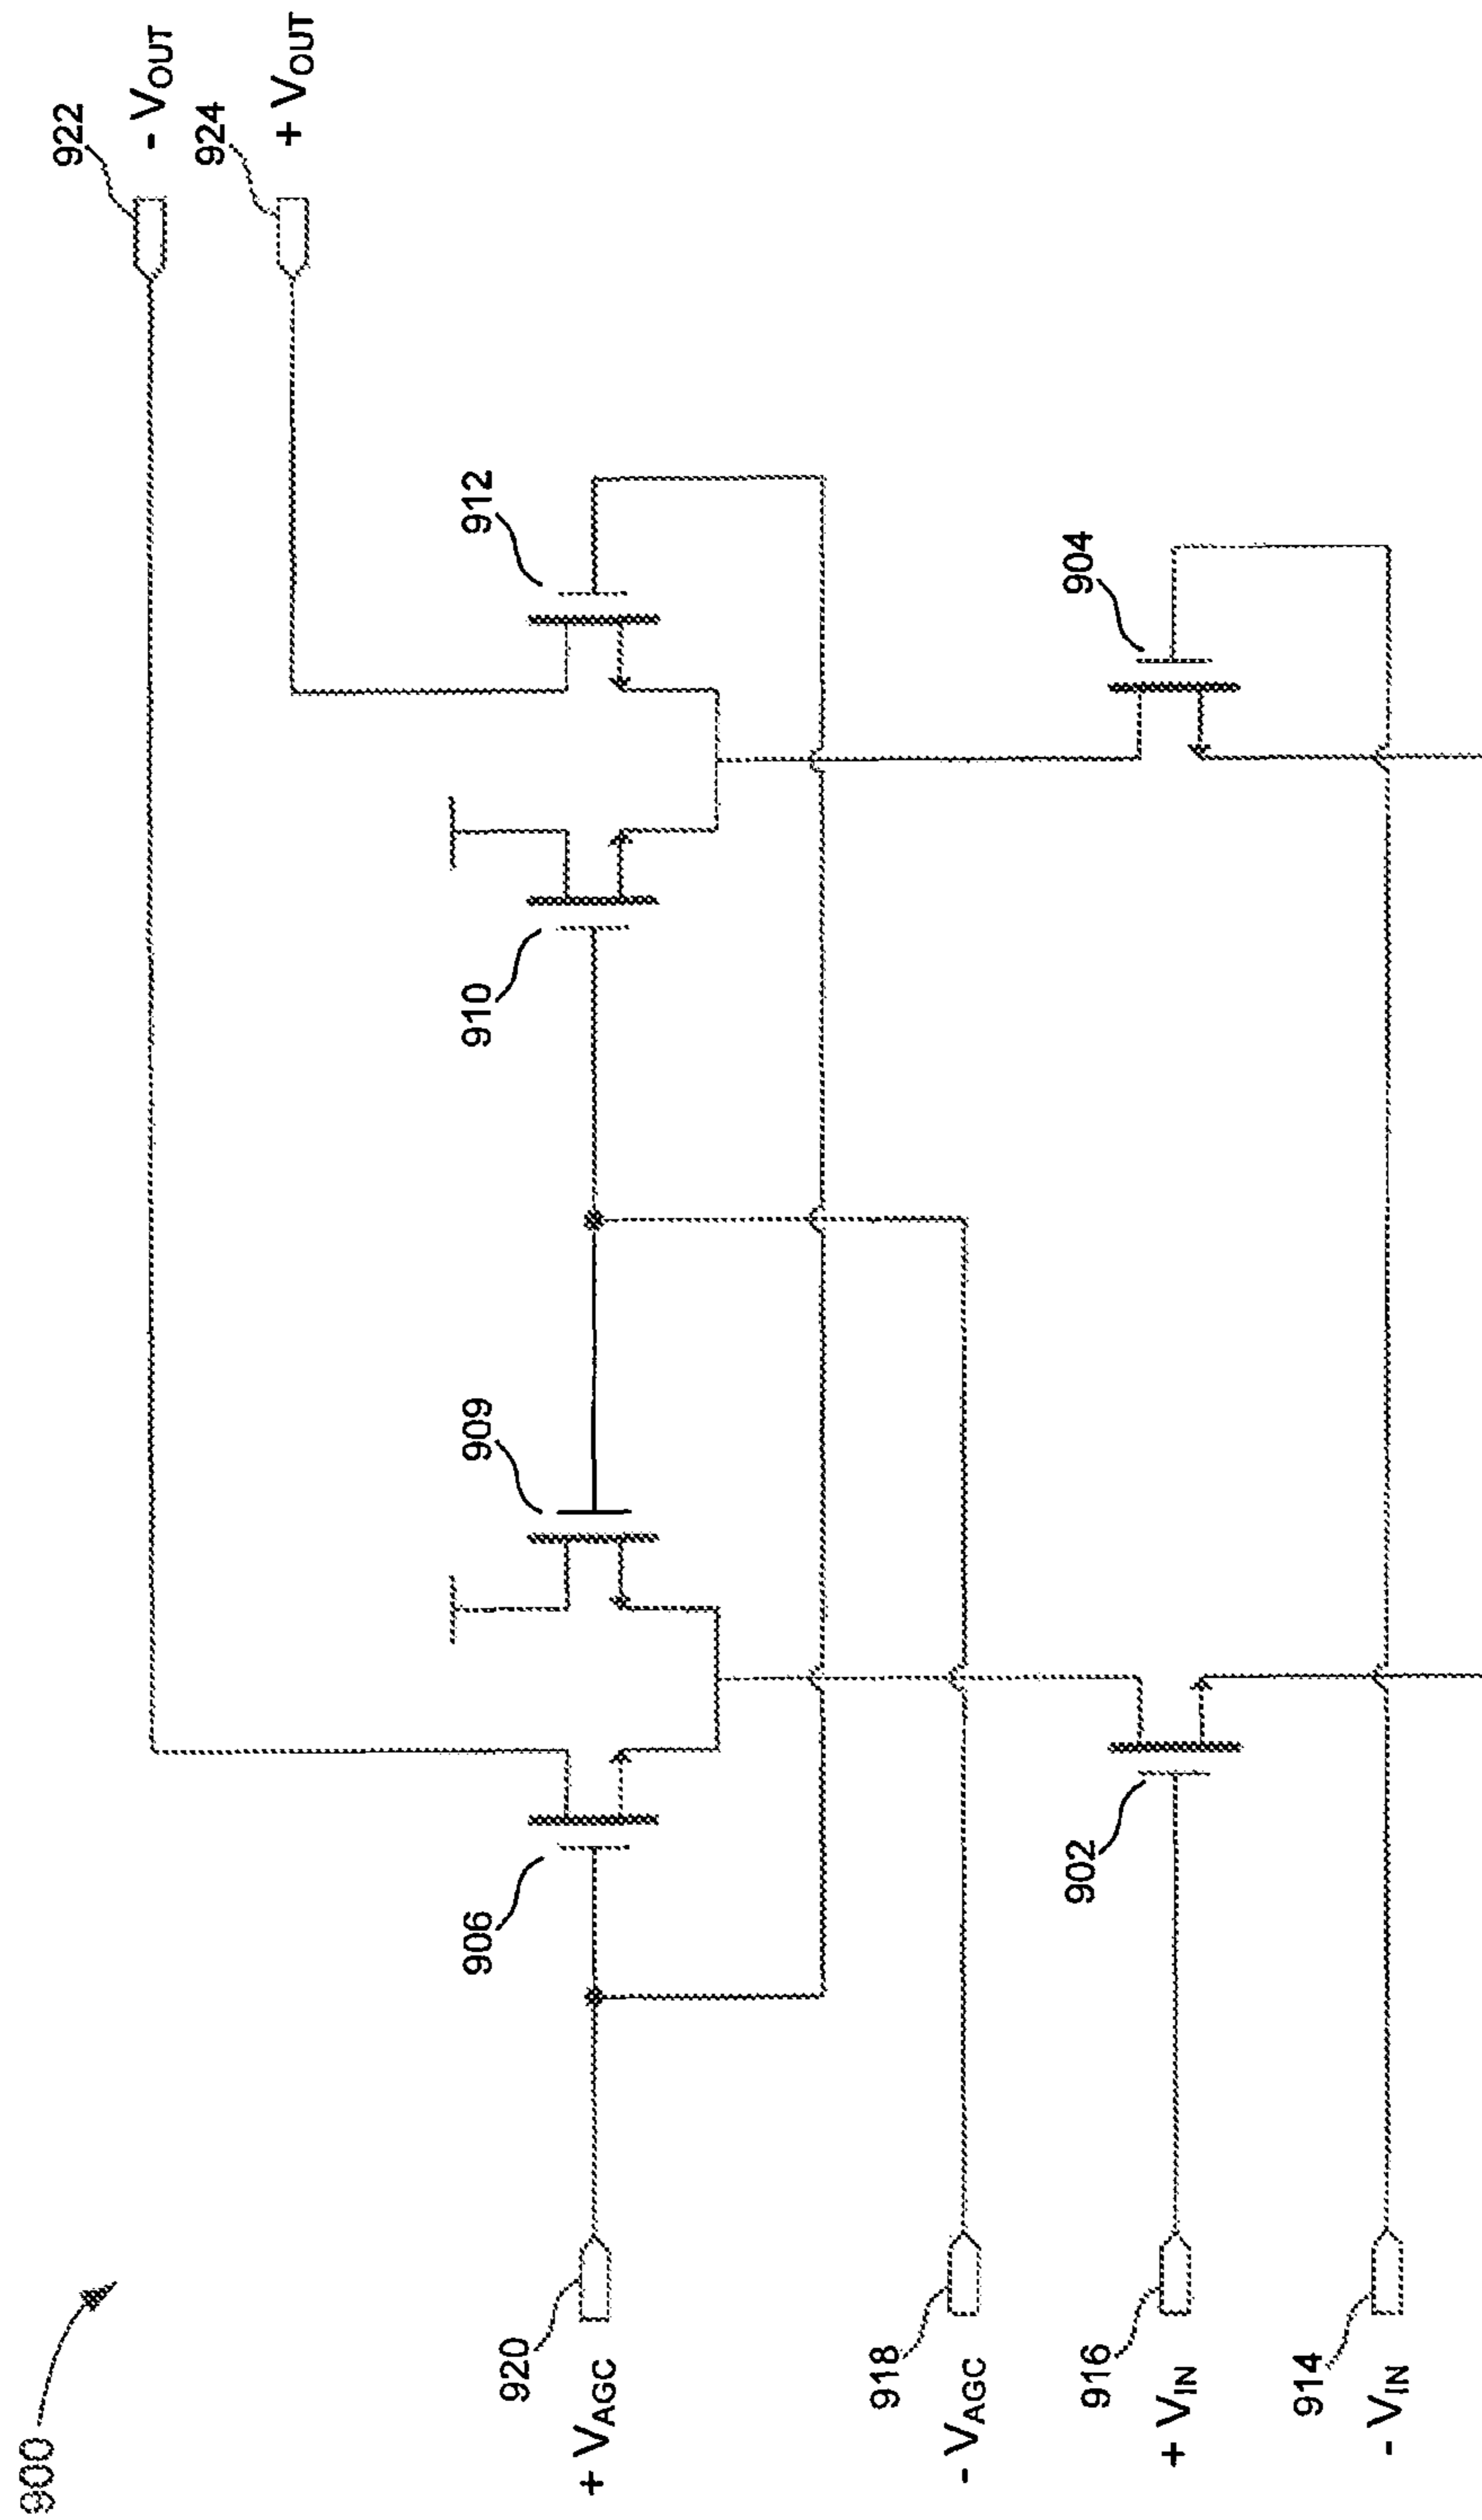 900
922
- VOUT
924
+ VOUT
906
909
910
912
920
+ VAGC
918
- VAGC
902
904
916
+ VIN
914
- VIN